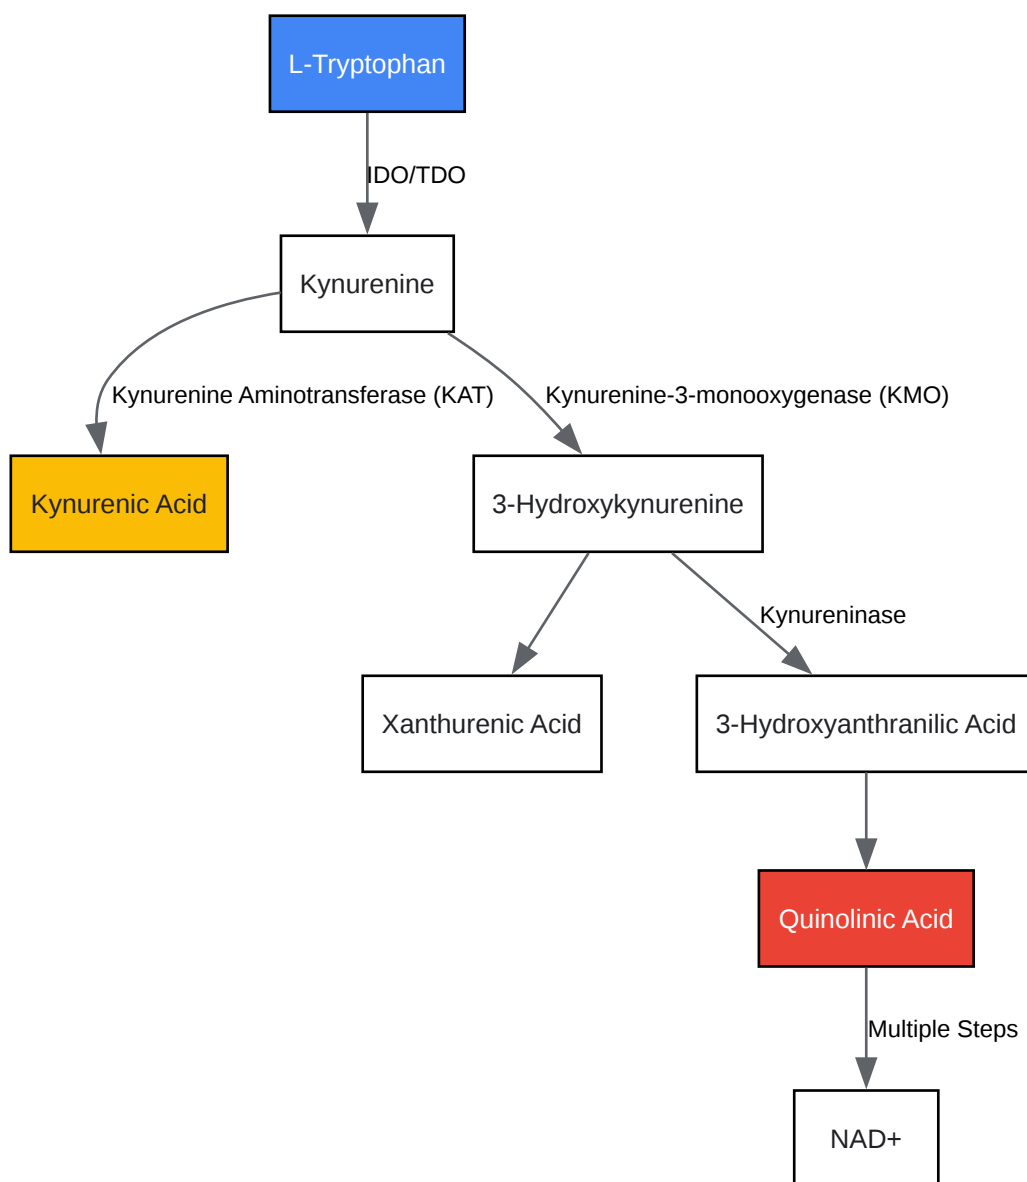 L-Tryptophan
IDO/TDO
Kynurenine
Kynurenine Aminotransferase (KAT)
Kynurenine-3-monooxygenase (KMO)
Kynurenic Acid
3-Hydroxykynurenine
Kynureninase
Xanthurenic Acid
3-Hydroxyanthranilic Acid
Quinolinic Acid
Multiple Steps
NAD+